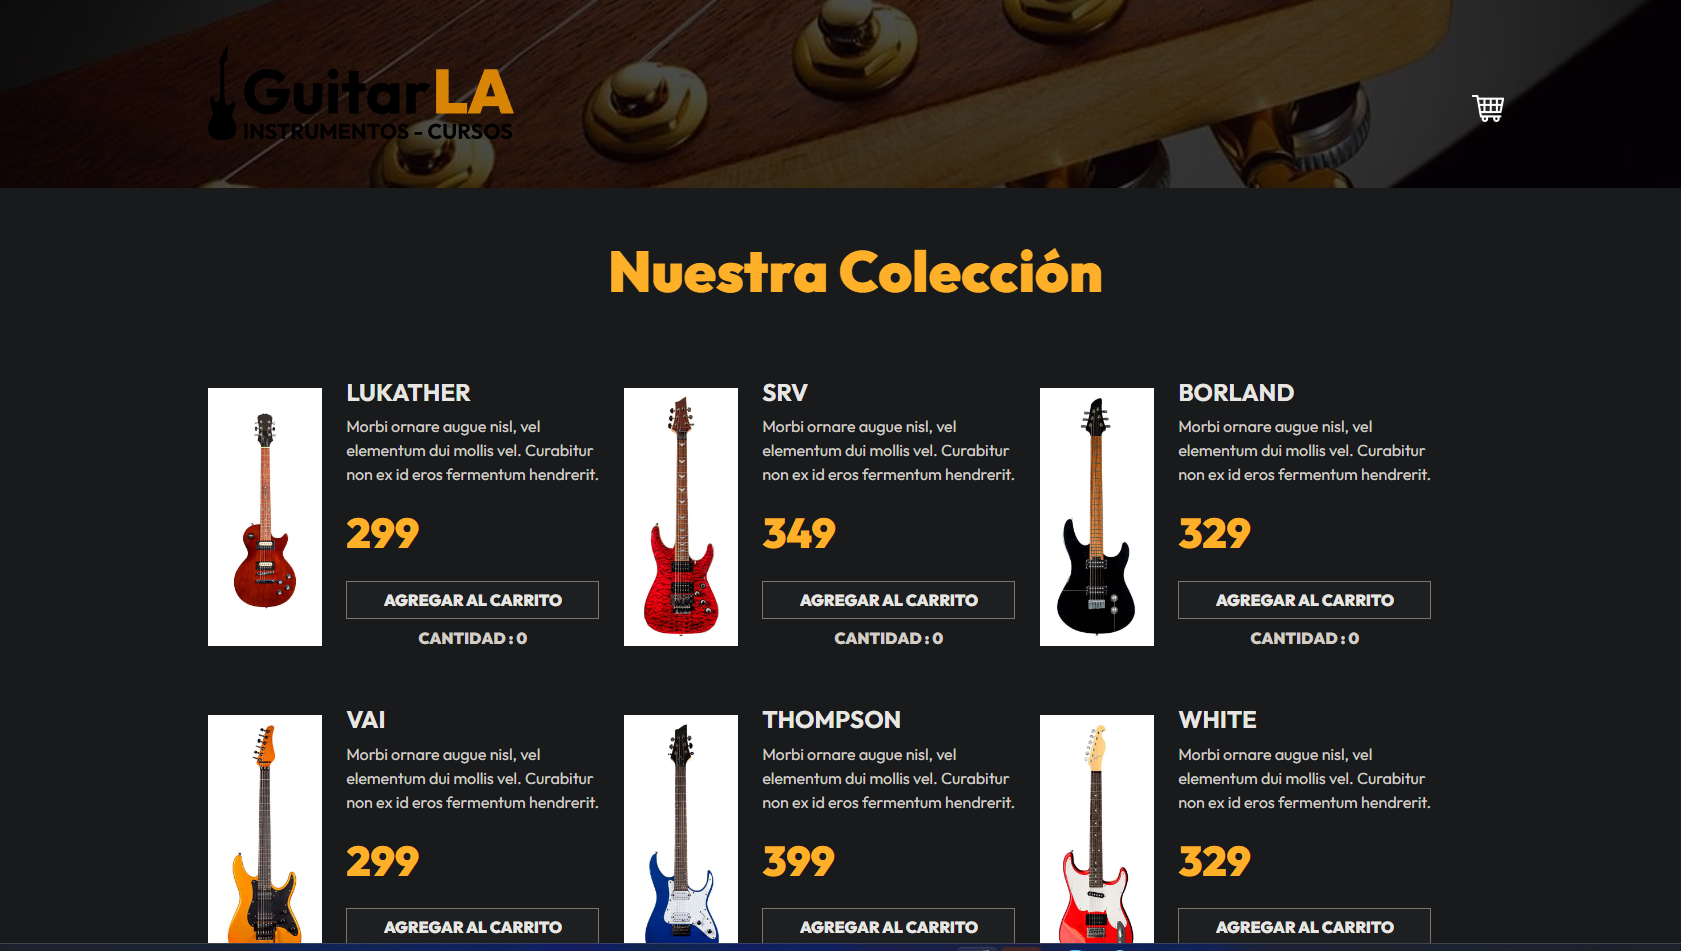 GuitarLA
INSTRUMENTOS - CURSOS
Nuestra Colección
LUKATHER
Morbi ornare augue nisl, vel
elementum dui mollis vel. Curabitur
non ex id eros fermentum hendrerit.
299
AGREGAR AL CARRITO
CANTIDAD : 0
SRV
Morbi ornare augue nisl, vel
elementum dui mollis vel. Curabitur
non ex id eros fermentum hendrerit.
349
AGREGAR AL CARRITO
CANTIDAD : 0
BORLAND
Morbi ornare augue nisl, vel
elementum dui mollis vel. Curabitur
non ex id eros fermentum hendrerit.
329
AGREGAR AL CARRITO
CANTIDAD : 0
VAI
Morbi ornare augue nisl, vel
elementum dui mollis vel. Curabitur
non ex id eros fermentum hendrerit.
299
AGREGAR AL CARRITO
THOMPSON
Morbi ornare augue nisl, vel
elementum dui mollis vel. Curabitur
non ex id eros fermentum hendrerit.
399
AGREGAR AL CARRITO
WHITE
Morbi ornare augue nisl, vel
elementum dui mollis vel. Curabitur
non ex id eros fermentum hendrerit.
329
AGREGAR AL CARRITO